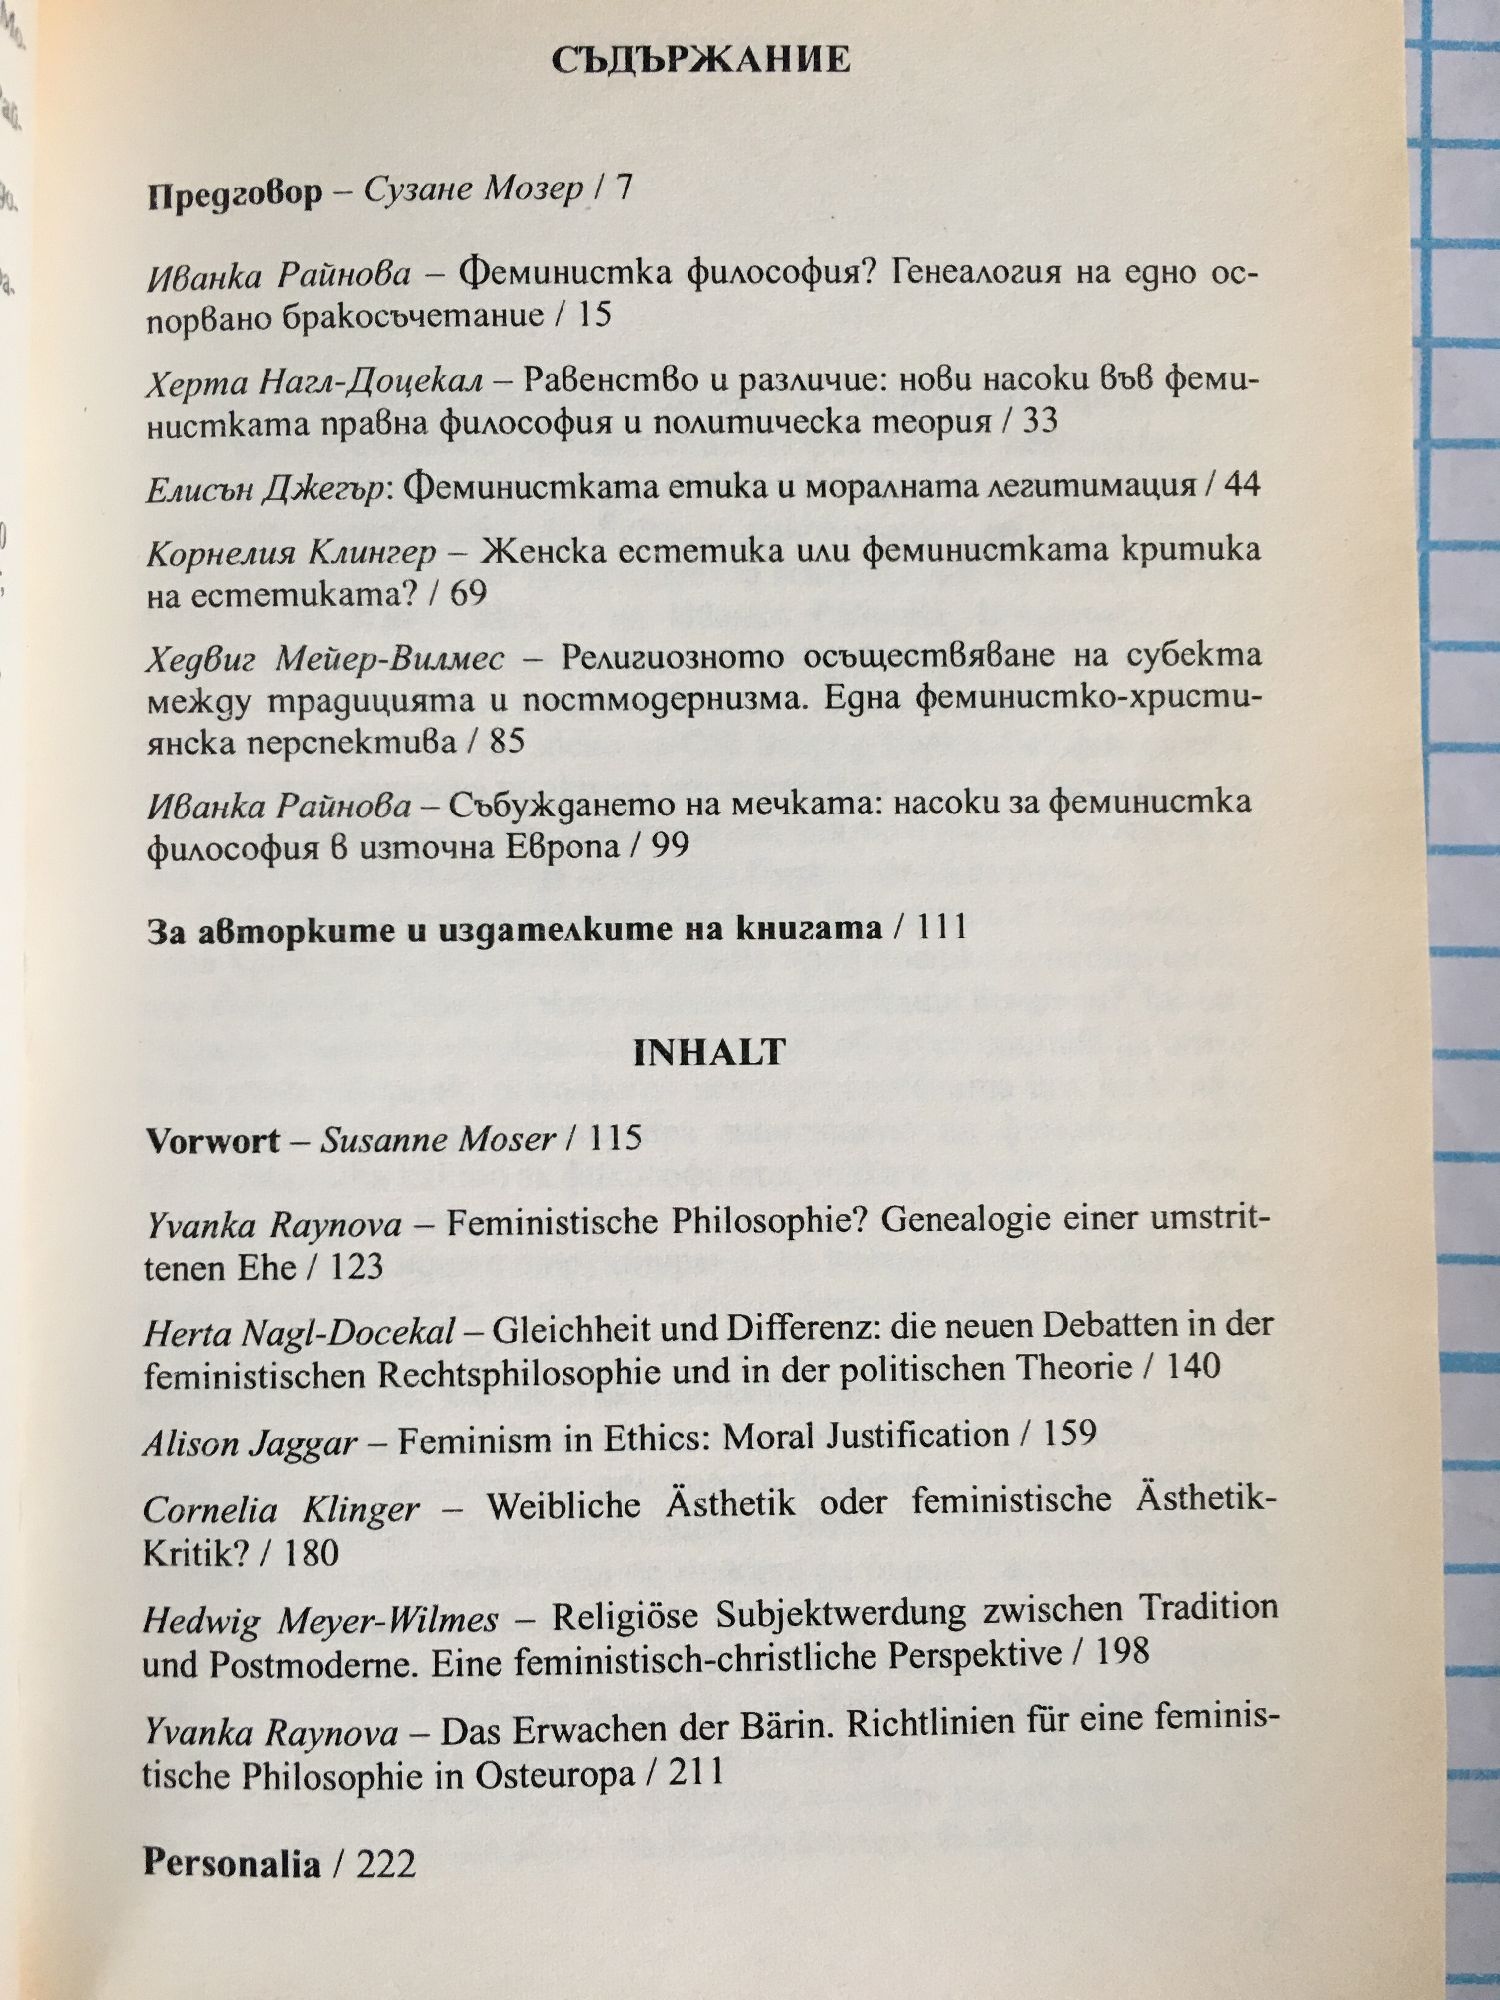 СЪДЪРЖАНИЕ
Предговор – Сузане Мозер / 7
Иванка Райнова – Феминистка философия? Генеалогия на едно ос-
порвано бракосъчетание / 15
Херта Нагл-Доцекал – Равенство и различие: нови насоки във феми-
нистката правна философия и политическа теория / 33
Елисън Джегър: Феминистката етика и моралната легитимация / 44
Корнелия Клингер – Женска естетика или феминистката критика
на естетиката? / 69
Хедвиг Мейер-Вилмес – Религиозното осъществяване на субекта
между традицията и постмодернизма. Една феминистко-христи-
янска перспектива / 85
Иванка Райнова – Събуждането на мечката: насоки за феминистка
философия в източна Европа / 99
За авторките и издателките на книгата / 111
INHALT
Vorwort – Susanne Moser / 115
Yvanka Raynova – Feministische Philosophie? Genealogie einer umstrit-
tenen Ehe / 123
Herta Nagl-Docekal – Gleichheit und Differenz: die neuen Debatten in der
feministischen Rechtsphilosophie und in der politischen Theorie / 140
Alison Jaggar – Feminism in Ethics: Moral Justification / 159
Cornelia Klinger – Weibliche Ästhetik oder feministische Ästhetik-
Kritik? / 180
Hedwig Meyer-Wilmes – Religiöse Subjektwerdung zwischen Tradition
und Postmoderne. Eine feministisch-christliche Perspektive / 198
Yvanka Raynova – Das Erwachen der Bärin. Richtlinien für eine feminis-
tische Philosophie in Osteuropa / 211
Personalia / 222